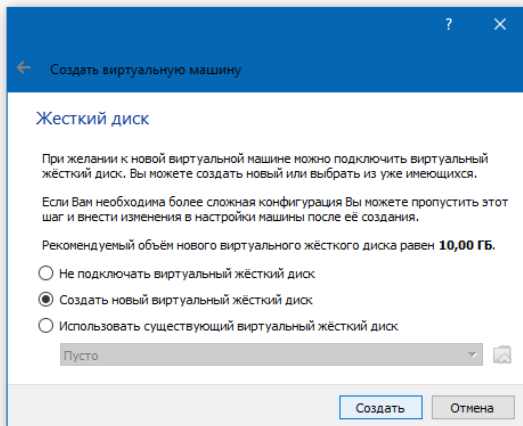 ?
Создать виртуальную машину
Жесткий диск
При желании к новой виртуальной машине можно подключить виртуальный
жёсткий диск. Вы можете создать новый или выбрать из уже имеющихся.
Если Вам необходима более сложная конфигурация Вы можете пропустить этот
шаг и внести изменения в настройки машины после её создания.
Рекомендуемый объём нового виртуального жёсткого диска равен 10,00 ГБ.
Не подключать виртуальный жёсткий диск
Создать новый виртуальный жёсткий диск
Использовать существующий виртуальный жёсткий диск
Пусто
Создать Отмена